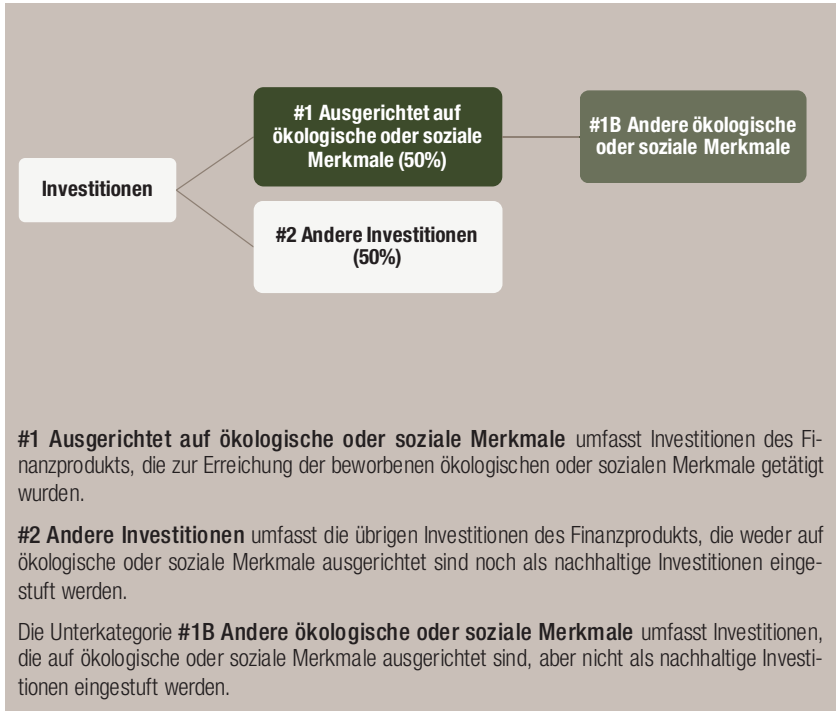 #1 Ausgerichtet auf
ökologische oder soziale
Merkmale (50%)
#1B Andere ökologische
oder soziale Merkmale
Investitionen
#2 Andere Investitionen
(50%)
#1 Ausgerichtet auf ökologische oder soziale Merkmale umfasst Investitionen des Fi-
nanzprodukts, die zur Erreichung der beworbenen ökologischen oder sozialen Merkmale getätigt
wurden.
#2 Andere Investitionen umfasst die übrigen Investitionen des Finanzprodukts, die weder auf
ökologische oder soziale Merkmale ausgerichtet sind noch als nachhaltige Investitionen einge-
stuft werden.
Die Unterkategorie #1B Andere ökologische oder soziale Merkmale umfasst Investitionen,
die auf ökologische oder soziale Merkmale ausgerichtet sind, aber nicht als nachhaltige Investi-
tionen eingestuft werden.